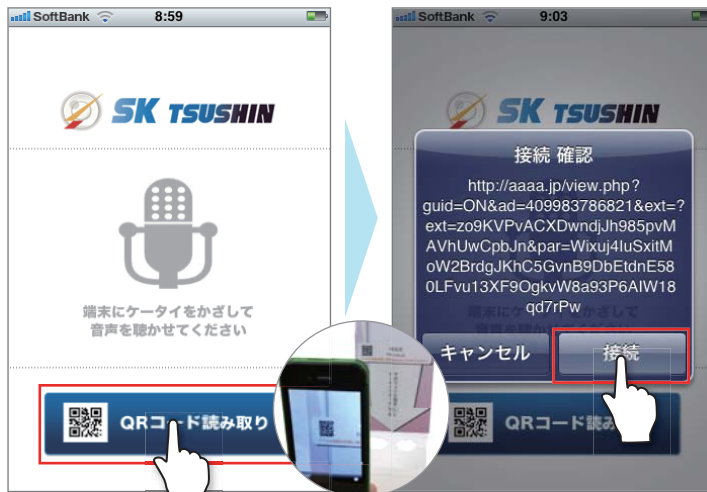 SoftBank 8:59
SK TSUSHIN
端末にケータイをかざして
音声を聴かせてください
QRコード読み取り
SoftBank 9:03
SK TSUSHIN
接続 確認
http://aaaa.jp/view.php?
guid=ON&ad=409983786821&ext=?
ext=zo9KVPvACXDwndjJh985pvM
AVhUwCpbJn&par=Wixuj4IuSxitM
oW2BrdgJKhC5GvnB9DbEtdnE58
0LFvu13XF9OgkvW8a93P6AIW18
qd7rPw
キャンセル 接続
QRコード読み